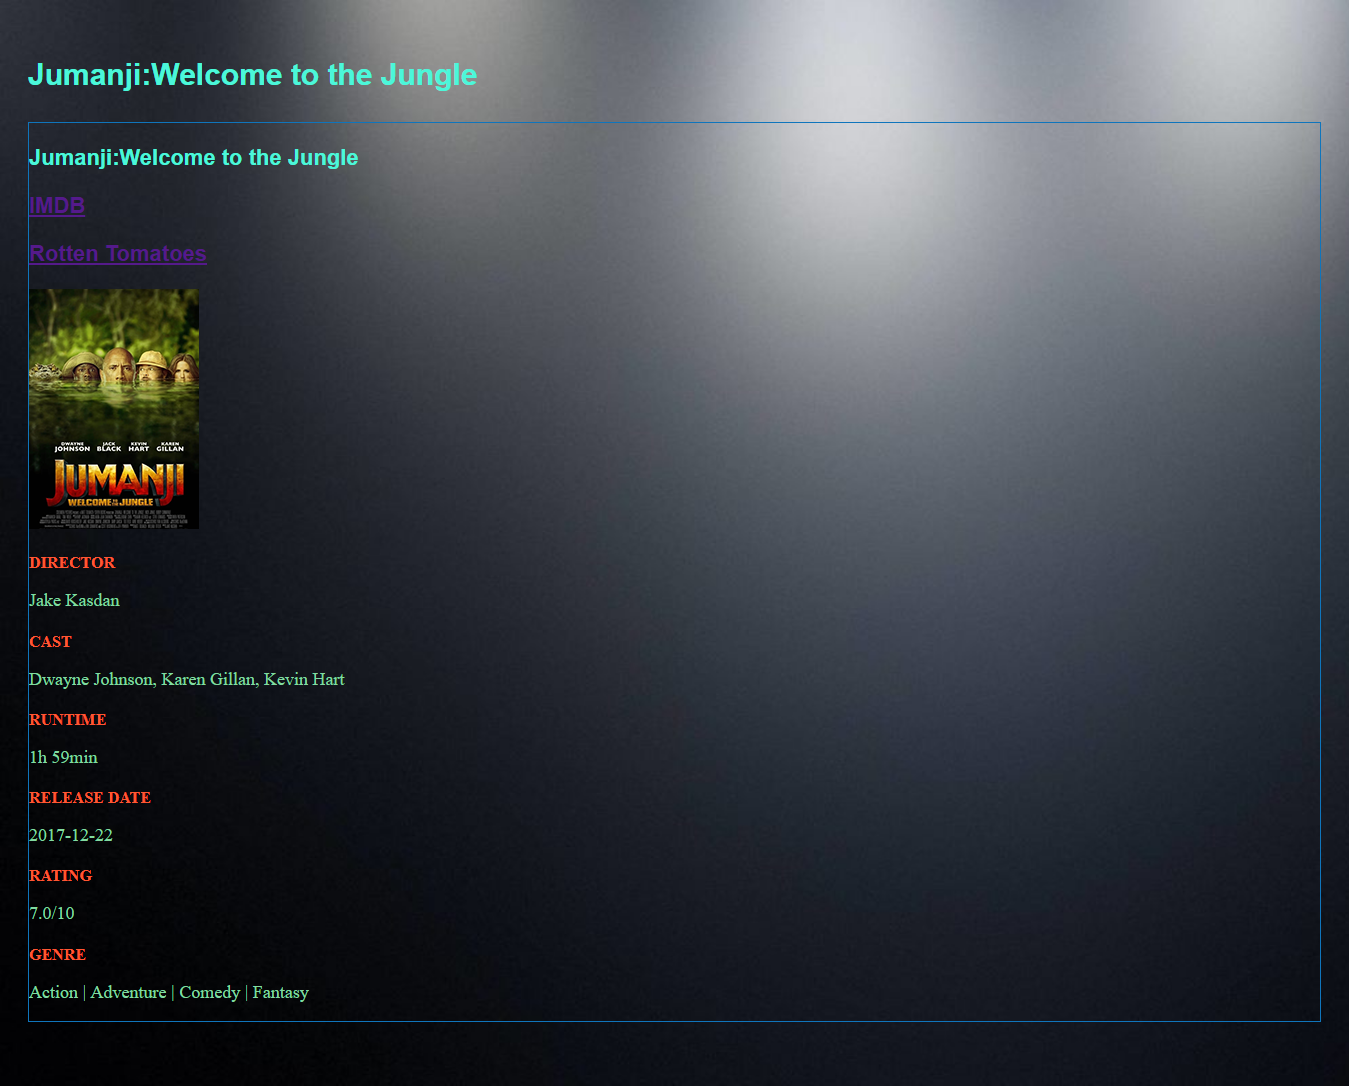 Jumanji:Welcome to the Jungle
Jumanji:Welcome to the Jungle
IMDB
Rotten Tomatoes
DWAYNE JACK KEVIN KAREN
JOHNSON BLACK HART GILLAN
JUMANJI
WELCOME TO THE JUNGLE
DIRECTOR
Jake Kasdan
CAST
Dwayne Johnson, Karen Gillan, Kevin Hart
RUNTIME
1h 59min
RELEASE DATE
2017-12-22
RATING
7.0/10
GENRE
Action | Adventure | Comedy | Fantasy